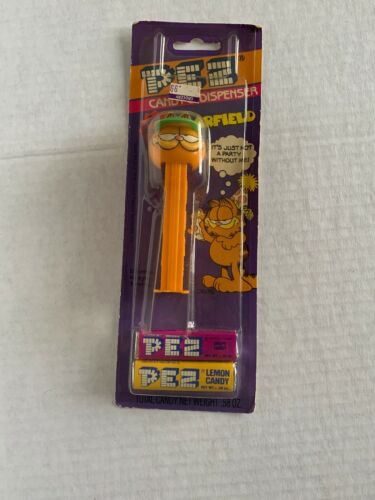 PEZ
CANDY & DISPENSER
RFIELD
IT'S JUST NOT
A PARTY
WITHOUT ME!
PEZ
PEZ
LEMON
CANDY
TOTAL CANDY NET WEIGHT .58 OZ.